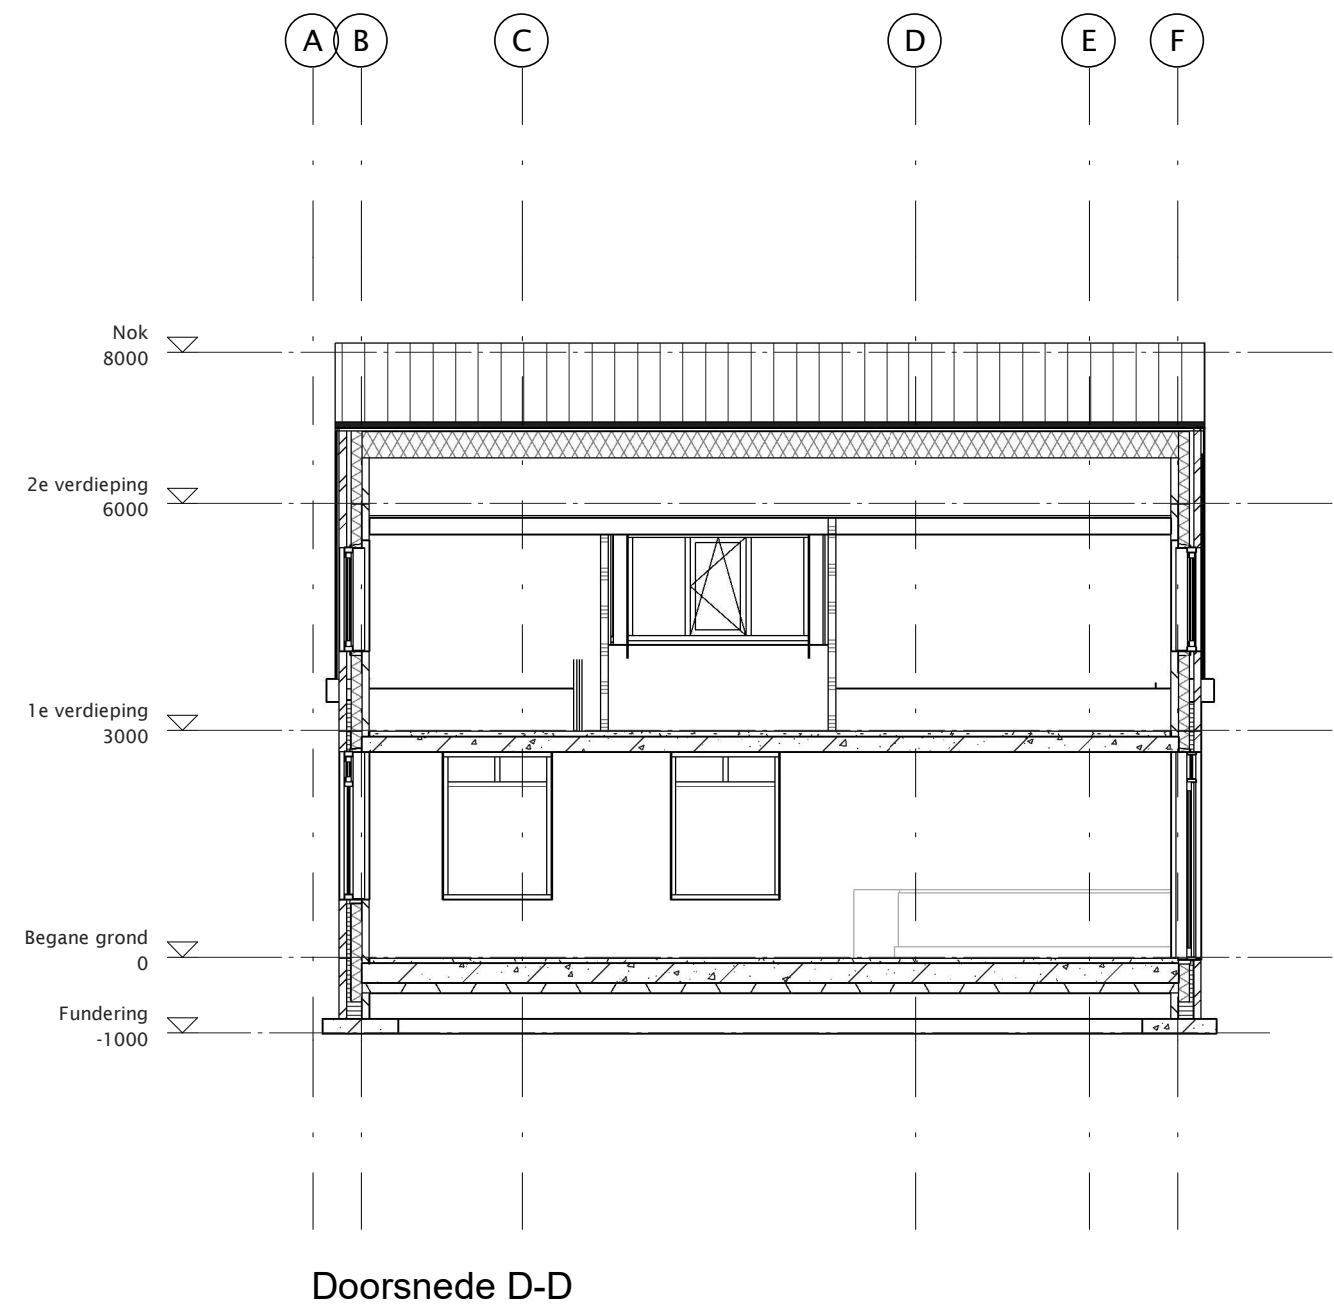 A B C D E F
Nok
8000
2e verdieping
6000
1e verdieping
3000
Begane grond
0
Fundering
-1000
Doorsnede D-D